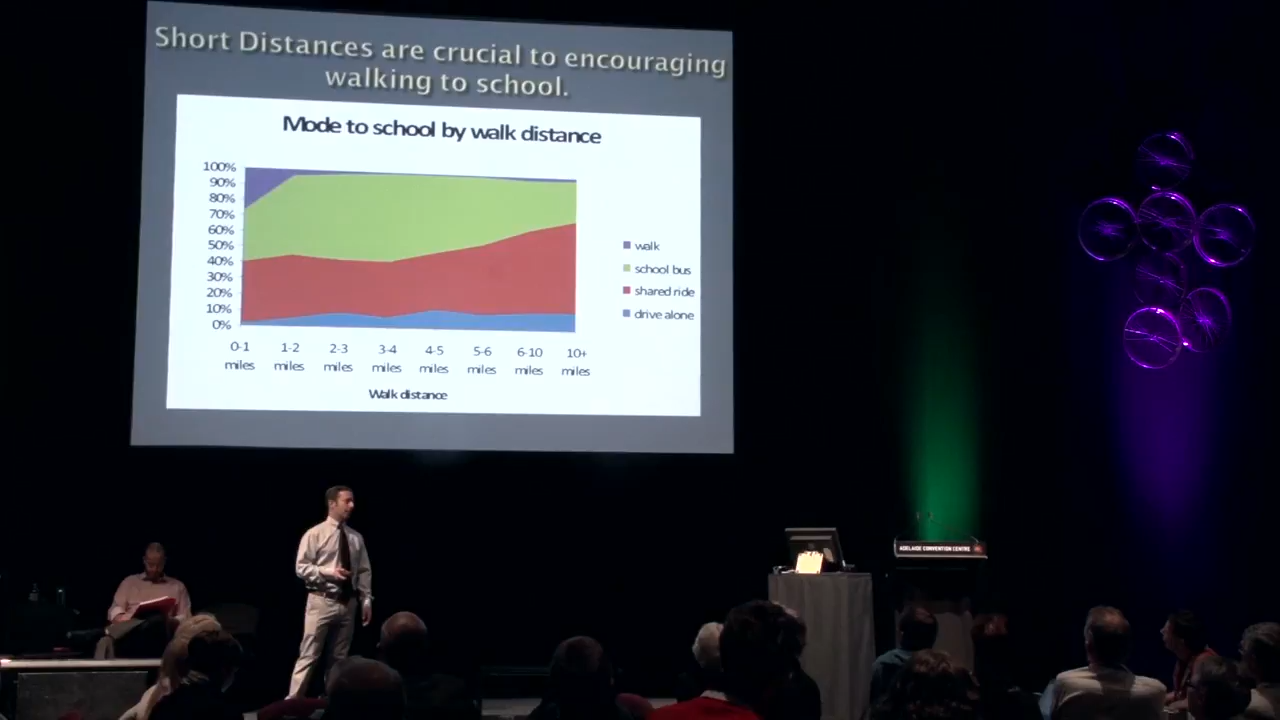 Short Distances are crucial to encouraging
walking to school.
Mode to school by walk distance
100%
90%
80%
70%
60%
50%
40%
30%
20%
10%
0%
0-1 miles
1-2 miles
2-3 miles
3-4 miles
4-5 miles
5-6 miles
6-10 miles
10+ miles
Walk distance
walk
school bus
shared ride
drive alone
ADELAIDE CONVENTION CENTRE